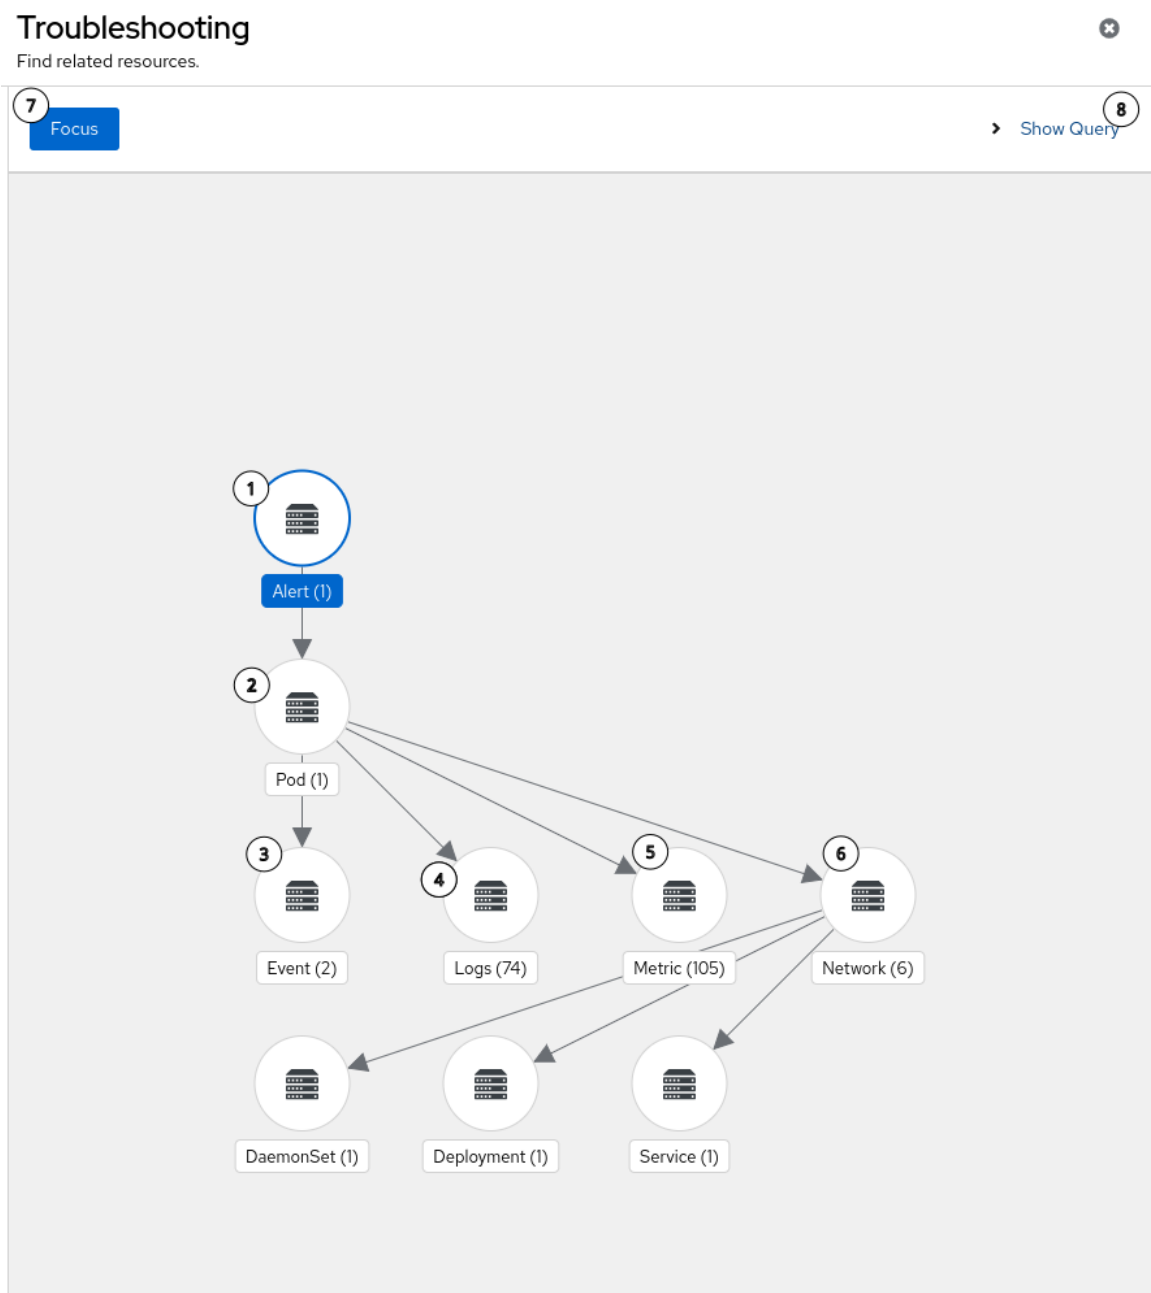 Troubleshooting
Find related resources.
7
Focus
8
Show Query
1
Alert (1)
2
Pod (1)
3
4
5
6
Event (2)
Logs (74)
Metric (105)
Network (6)
DaemonSet (1)
Deployment (1)
Service (1)